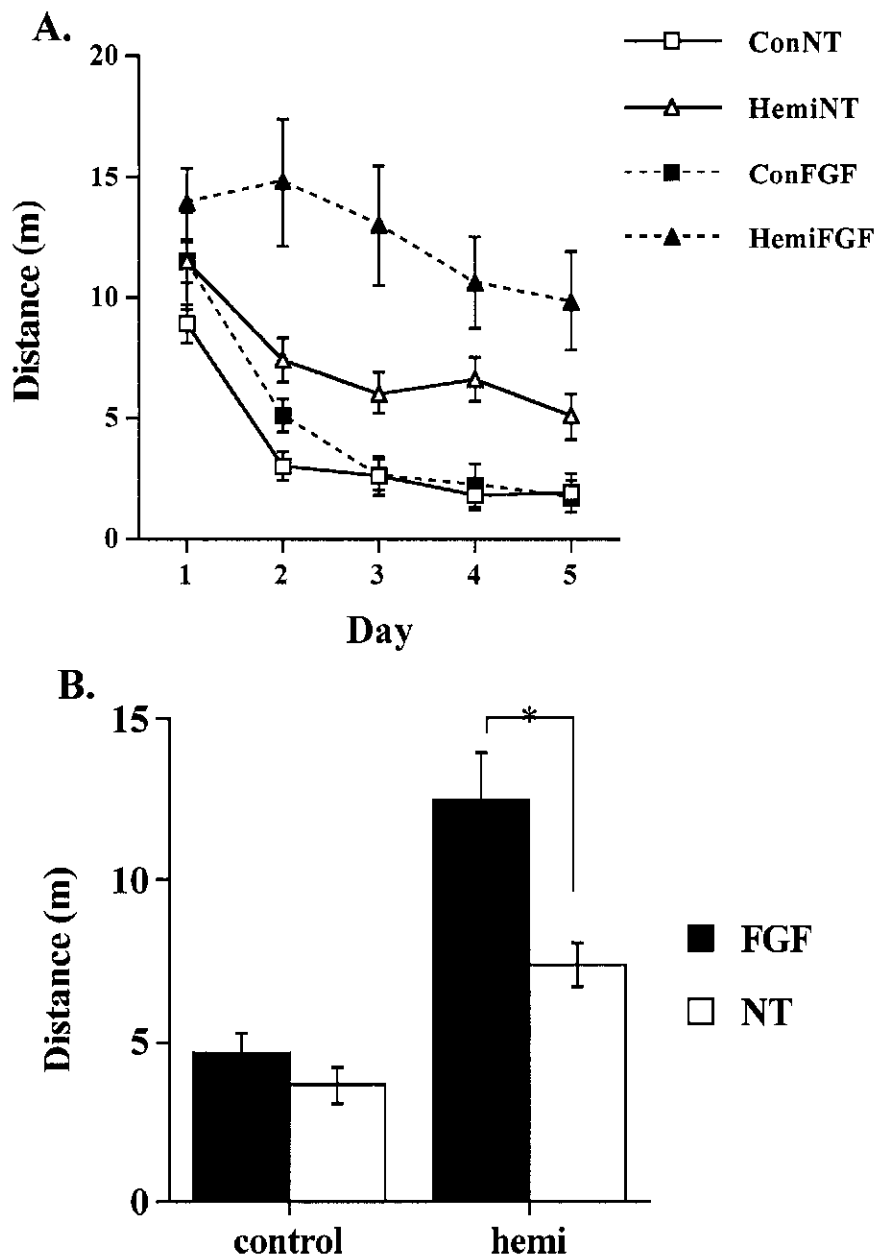 A.
ConNT
HemiNT
ConFGF
HemiFGF
20
15
10
5
0
Distance (m)
1 2 3 4 5
Day
B.
15
*
10
5
0
Distance (m)
FGF
NT
control hemi